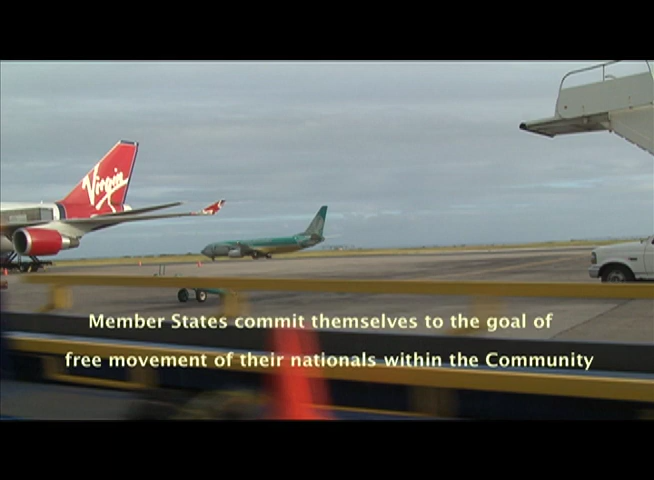 Virgin
Member States commit themselves to the goal of
free movement of their nationals within the Community